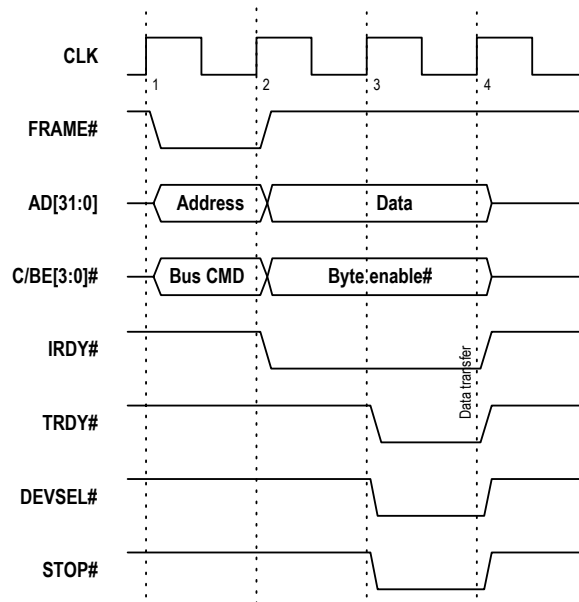 CLK
1 2 3 4
FRAME#
AD[31:0] Address Data
C/BE[3:0]# Bus CMD Byte enable#
IRDY#
Data transfer
TRDY#
DEVSEL#
STOP#